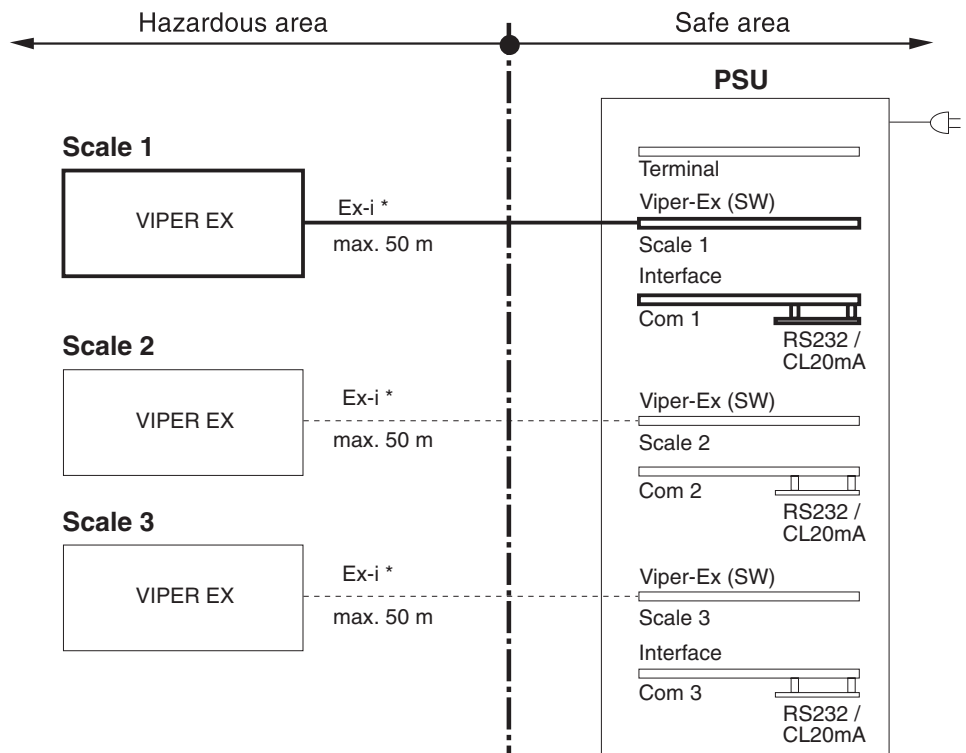 Hazardous area
Safe area
PSU
Scale 1
VIPER EX
Ex-i *
max. 50 m
Terminal
Viper-Ex (SW)
Scale 1
Interface
Com 1
RS232 /
CL20mA
Scale 2
VIPER EX
Ex-i *
max. 50 m
Viper-Ex (SW)
Scale 2
Com 2
RS232 /
CL20mA
Scale 3
VIPER EX
Ex-i *
max. 50 m
Viper-Ex (SW)
Scale 3
Interface
Com 3
RS232 /
CL20mA